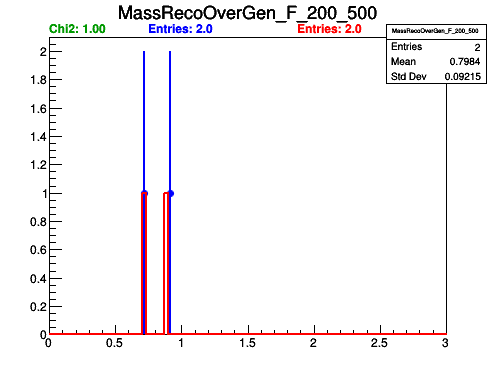 MassRecoOverGen_F_200_500
Chi2: 1.00 Entries: 2.0 Entries: 2.0
MassRecoOverGen_F_200_500
Entries 2
Mean 0.7984
Std Dev 0.09215
2
1.8
1.6
1.4
1.2
1
0.8
0.6
0.4
0.2
0
0 0.5 1 1.5 2 2.5 3